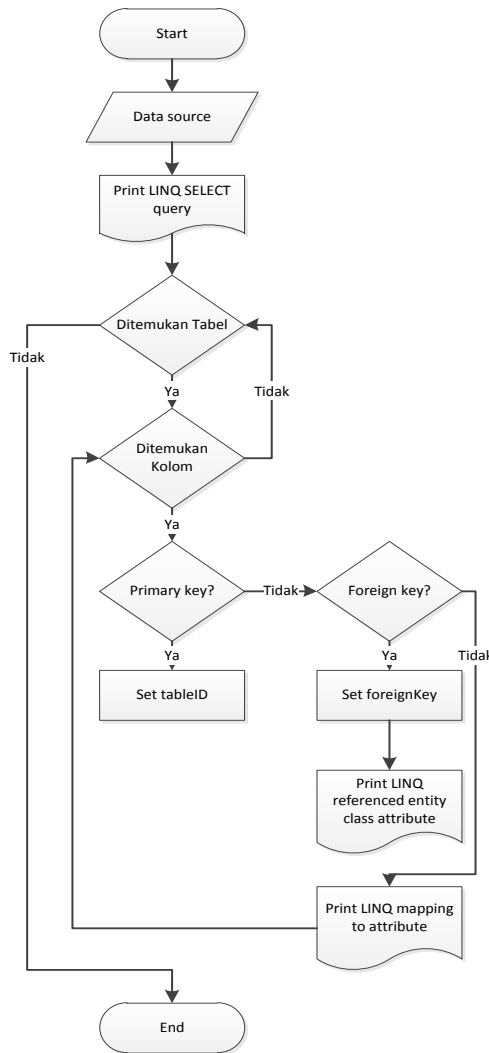 Start
Data source
Print LINQ SELECT
query
Ditemukan Tabel
Tidak
Ya
Tidak
Ditemukan
Kolom
Ya
Primary key?
Tidak
Foreign key?
Ya
Ya
Tidak
Set tableID
Set foreignKey
Print LINQ
referenced entity
class attribute
Print LINQ mapping
to attribute
End